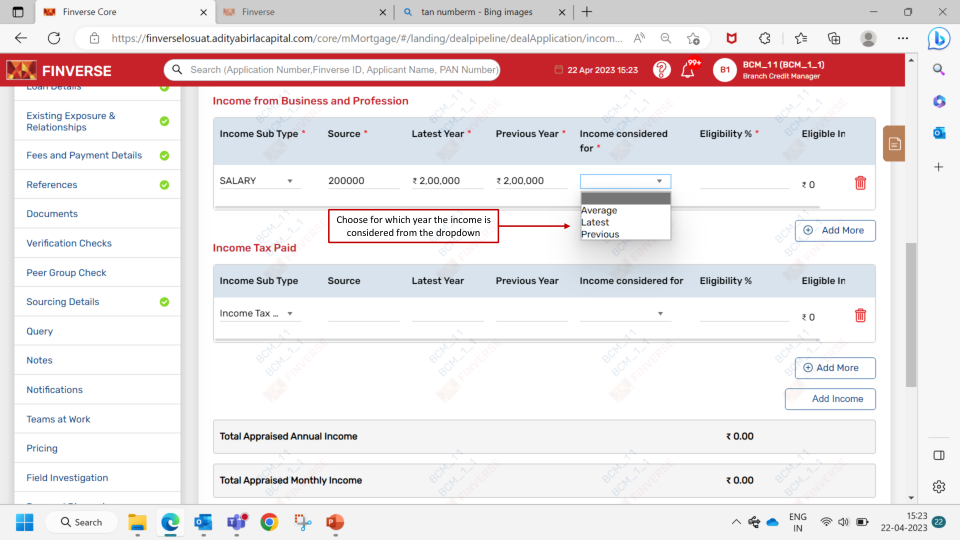 Finverse Core
Finverse
tan numberm - Bing images
https://finverselosuat.adityabirlacapital.com/core/mMortgage/#/landing/dealpipeline/dealApplication/incom...
FINVERSE
Search (Application Number,Finverse ID, Applicant Name, PAN Number)
22 Apr 2023 15:23
99+
B1
BCM_11 (BCM_1_1)
Branch Credit Manager
Loan Details
Existing Exposure &
Relationships
Fees and Payment Details
References
Documents
Verification Checks
Peer Group Check
Sourcing Details
Query
Notes
Notifications
Teams at Work
Pricing
Field Investigation
Income from Business and Profession
Income Sub Type * Source * Latest Year * Previous Year * Income considered for * Eligibility % * Eligible In
SALARY 200000 ₹ 2,00,000 ₹ 2,00,000 ₹ 0
Average
Latest
Previous
Choose for which year the income is
considered from the dropdown
Add More
Income Tax Paid
Income Sub Type Source Latest Year Previous Year Income considered for Eligibility % Eligible In
Income Tax ... ₹ 0
Add More
Add Income
Total Appraised Annual Income ₹ 0.00
Total Appraised Monthly Income ₹ 0.00
BCM_11
BCM_1_1
FINVERSE
Search
ENG
IN
15:23
22-04-2023
22